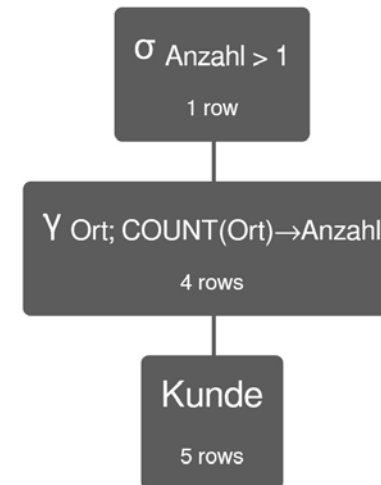 σ Anzahl > 1
1 row
γ Ort; COUNT(Ort)→Anzahl
4 rows
Kunde
5 rows